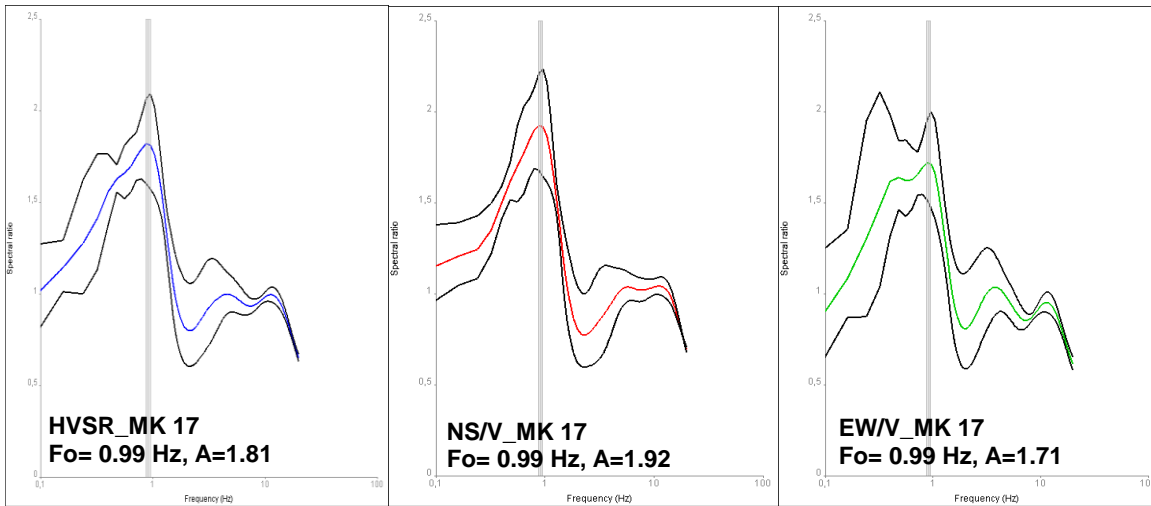 2,5
2
1,5
1
0,5
0
Spectral ratio
HVSR_MK 17
Fo= 0.99 Hz, A=1.81
0,1
1
10
100
Frequency (Hz)
2,5
2
1,5
1
0,5
0
Spectral ratio
NS/V_MK 17
Fo= 0.99 Hz, A=1.92
0,1
1
10
100
Frequency (Hz)
2,5
2
1,5
1
0,5
0
Spectral ratio
EW/V_MK 17
Fo= 0.99 Hz, A=1.71
0,1
1
10
100
Frequency (Hz)